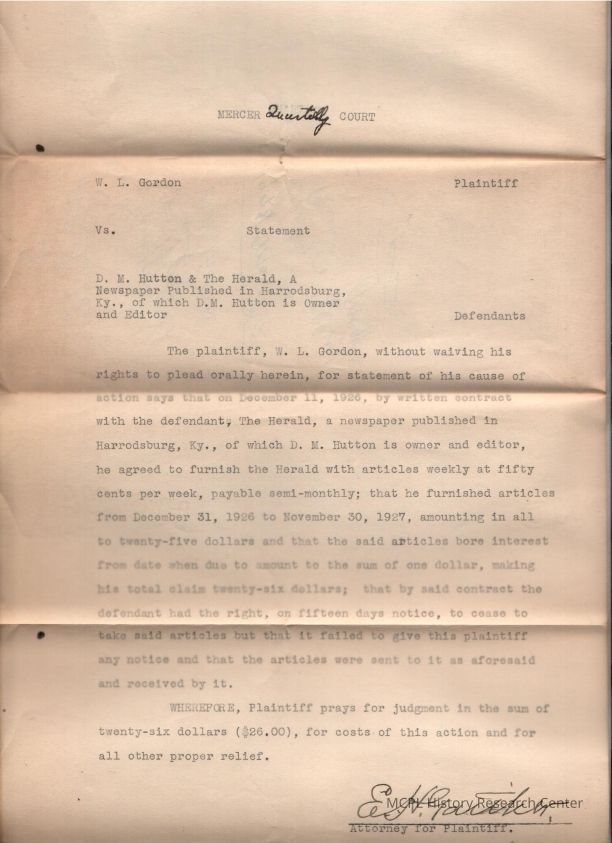 MERCER Quarterly COURT
W. L. Gordon Plaintiff
Vs. Statement
D. M. Hutton & The Herald, A
Newspaper Published in Harrodsburg,
Ky., of which D.M. Hutton is Owner
and Editor Defendants
The plaintiff, W. L. Gordon, without waiving his
rights to plead orally herein, for statement of his cause of
action says that on December 11, 1926, by written contract
with the defendant, The Herald, a newspaper published in
Harrodsburg, Ky., of which D. M. Hutton is owner and editor,
he agreed to furnish the Herald with articles weekly at fifty
cents per week, payable semi-monthly; that he furnished articles
from December 31, 1926 to November 30, 1927, amounting in all
to twenty-five dollars and that the said articles bore interest
from date when due to amount to the sum of one dollar, making
his total claim twenty-six dollars; that by said contract the
defendant had the right, on fifteen days notice, to cease to
take said articles but that it failed to give this plaintiff
any notice and that the articles were sent to it as aforesaid
and received by it.
WHEREFORE, Plaintiff prays for judgment in the sum of
twenty-six dollars ($26.00), for costs of this action and for
all other proper relief.
E. H.
MCPL History Research Center
Attorney for Plaintiff.